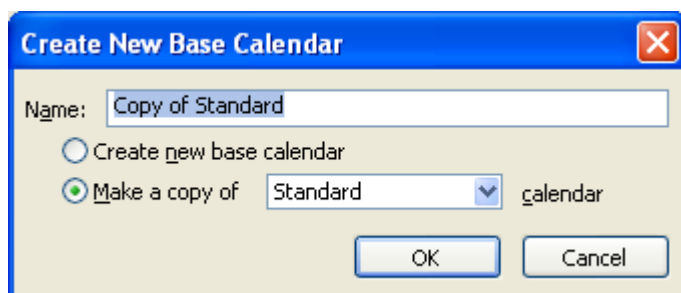 Create New Base Calendar
Name: Copy of Standard
Create new base calendar
Make a copy of Standard calendar
OK Cancel